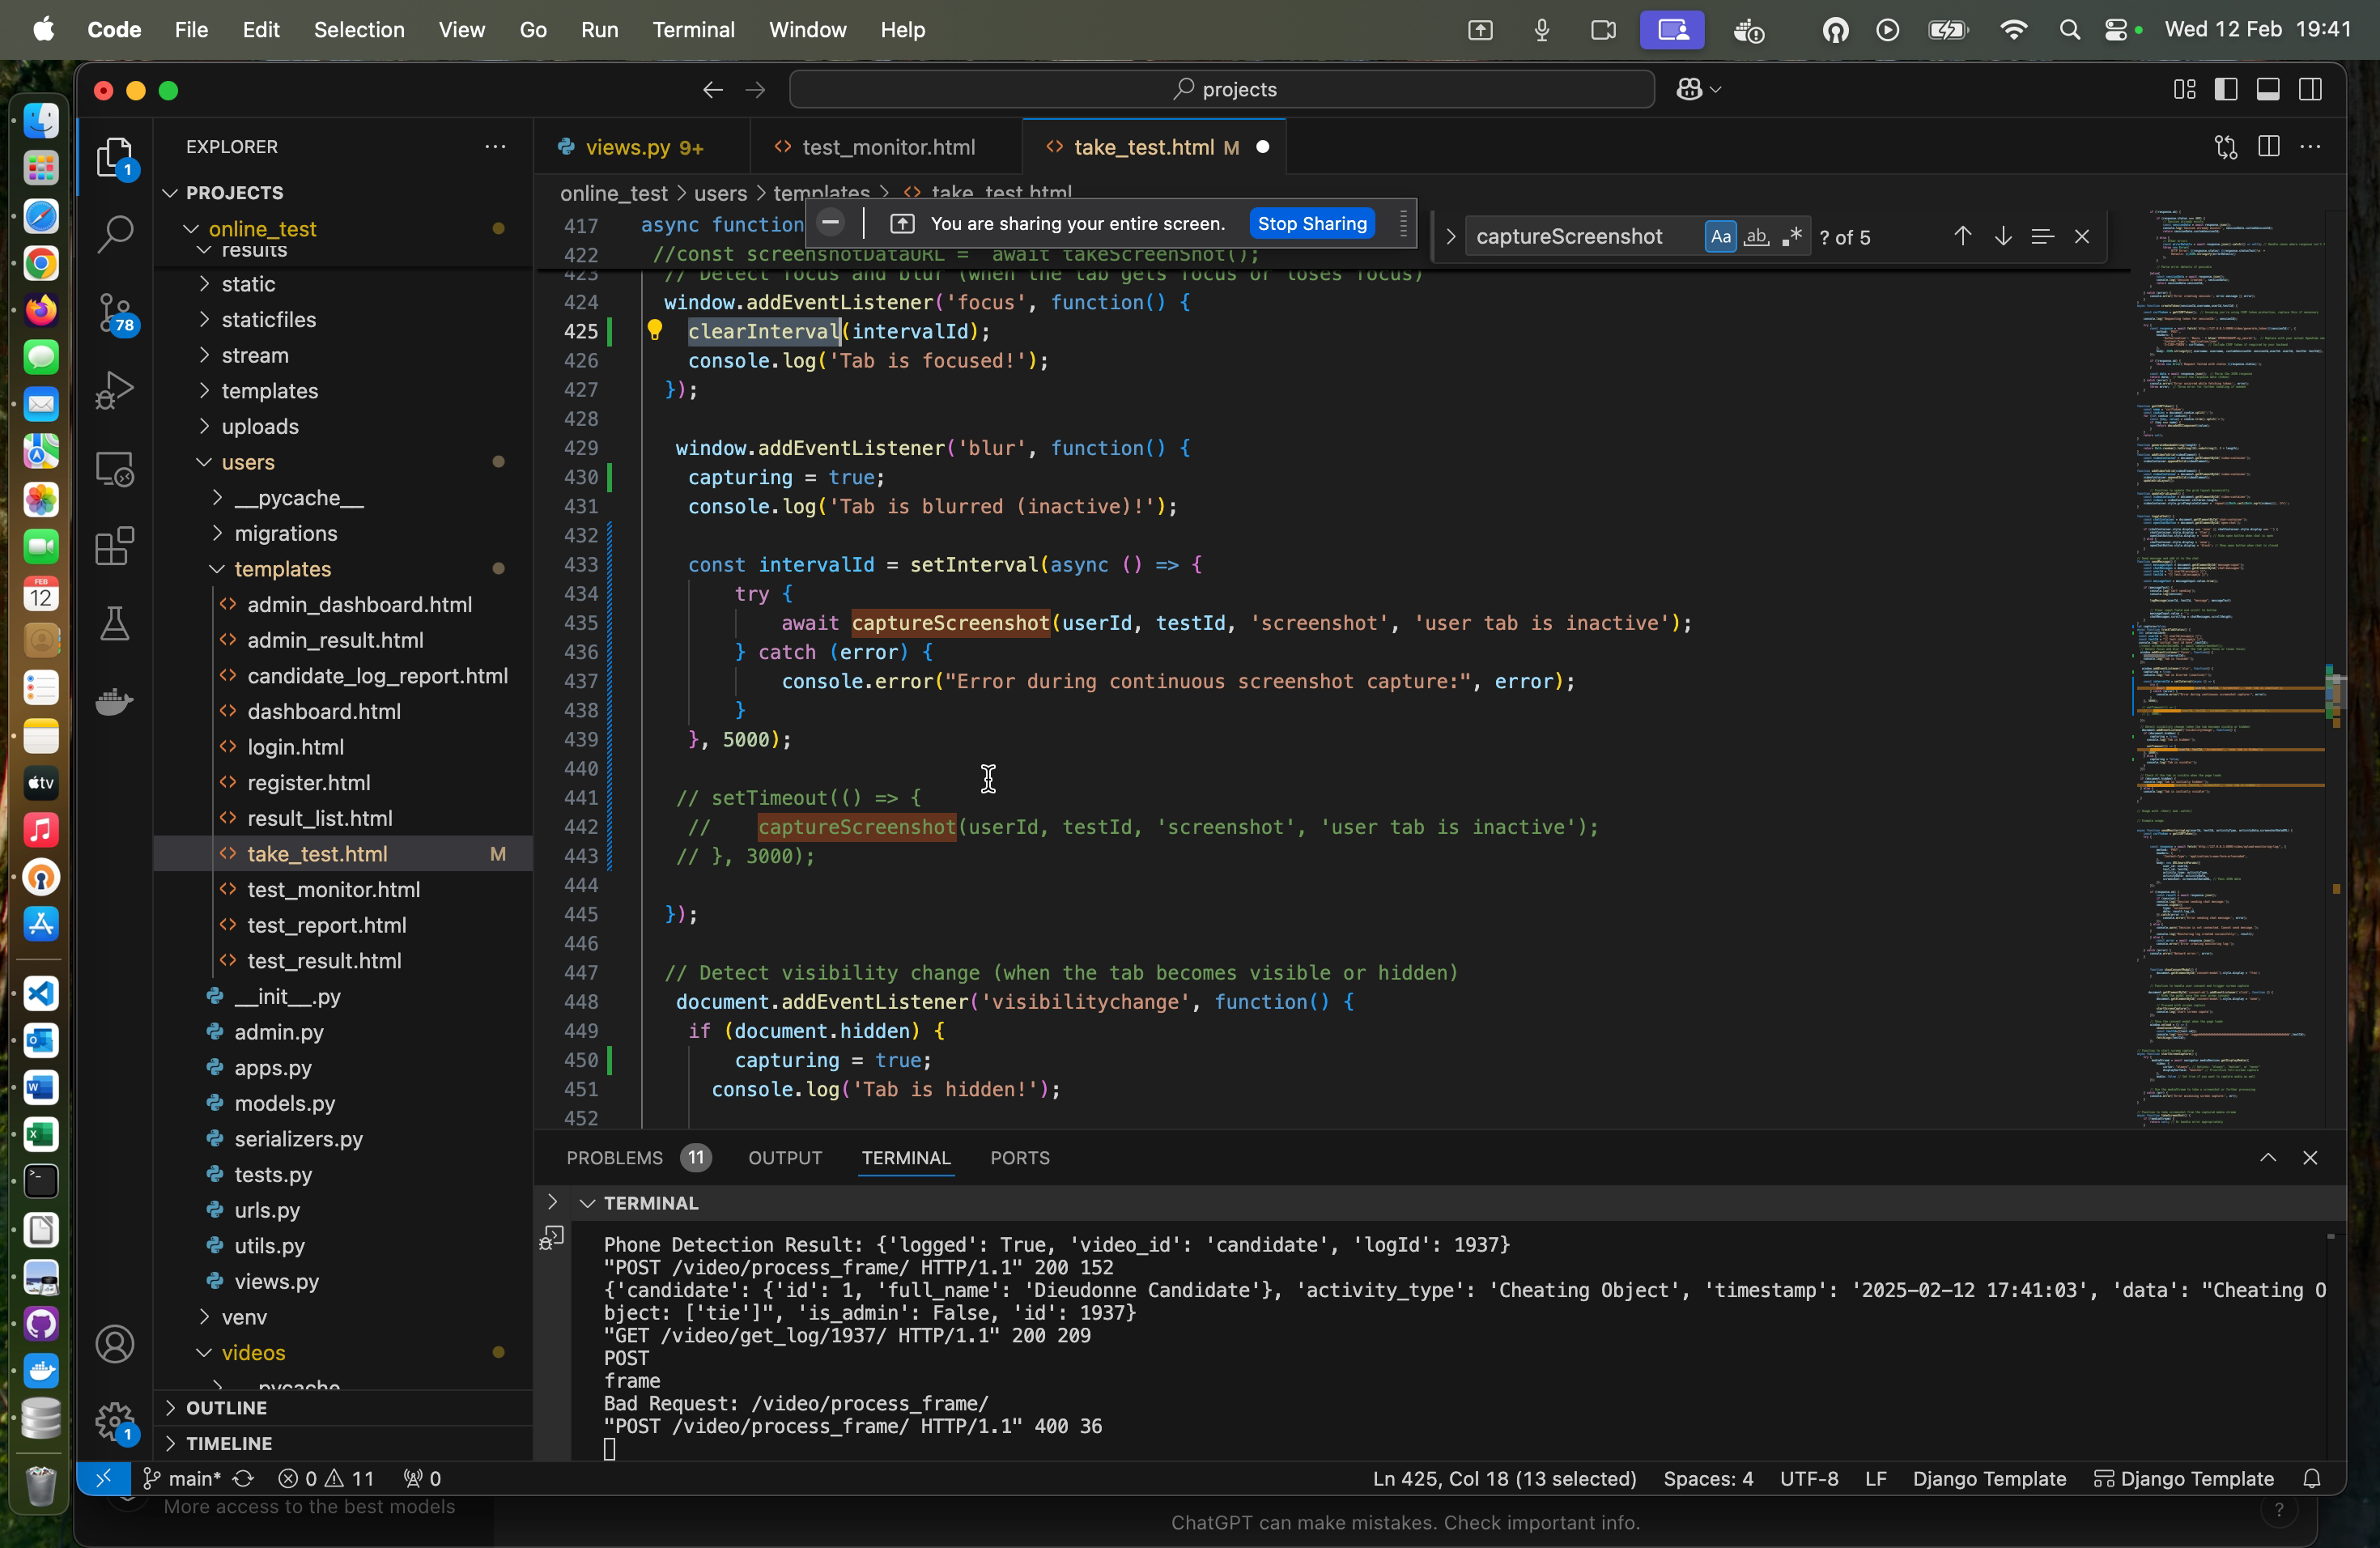 Code File Edit Selection View Go Run Terminal Window Help Wed 12 Feb 19:41
projects
EXPLORER
PROJECTS
online_test
results
static
staticfiles
stream
templates
uploads
users
__pycache__
migrations
templates
admin_dashboard.html
admin_result.html
candidate_log_report.html
dashboard.html
login.html
register.html
result_list.html
take_test.html M
test_monitor.html
test_report.html
test_result.html
__init__.py
admin.py
apps.py
models.py
serializers.py
tests.py
urls.py
utils.py
views.py
venv
videos
pycache
OUTLINE
TIMELINE
1
78
1
FEB
12
tv
views.py 9+ test_monitor.html take_test.html M
online_test > users > templates > take_test.html
You are sharing your entire screen. Stop Sharing
captureScreenshot Aa ab ? of 5
417 async function
422 //const screenshotDataURL = await takeScreenShot();
423 // Detect focus and blur (when the tab gets focus or loses focus)
424 window.addEventListener('focus', function() {
425 clearInterval(intervalId);
426 console.log('Tab is focused!');
427 });
428
429 window.addEventListener('blur', function() {
430 capturing = true;
431 console.log('Tab is blurred (inactive)!');
432
433 const intervalId = setInterval(async () => {
434 try {
435 await captureScreenshot(userId, testId, 'screenshot', 'user tab is inactive');
436 } catch (error) {
437 console.error("Error during continuous screenshot capture:", error);
438 }
439 }, 5000);
440
441 // setTimeout(() => {
442 // captureScreenshot(userId, testId, 'screenshot', 'user tab is inactive');
443 // }, 3000);
444
445 });
446
447 // Detect visibility change (when the tab becomes visible or hidden)
448 document.addEventListener('visibilitychange', function() {
449 if (document.hidden) {
450 capturing = true;
451 console.log('Tab is hidden!');
452
PROBLEMS 11 OUTPUT TERMINAL PORTS
TERMINAL
Phone Detection Result: {'logged': True, 'video_id': 'candidate', 'logId': 1937}
"POST /video/process_frame/ HTTP/1.1" 200 152
{'candidate': {'id': 1, 'full_name': 'Dieudonne Candidate'}, 'activity_type': 'Cheating Object', 'timestamp': '2025-02-12 17:41:03', 'data': "Cheating O
bject: ['tie']", 'is_admin': False, 'id': 1937}
"GET /video/get_log/1937/ HTTP/1.1" 200 209
POST
frame
Bad Request: /video/process_frame/
"POST /video/process_frame/ HTTP/1.1" 400 36
main* 0 11 0 Ln 425, Col 18 (13 selected) Spaces: 4 UTF-8 LF Django Template Django Template
More access to the best models
ChatGPT can make mistakes. Check important info.
?